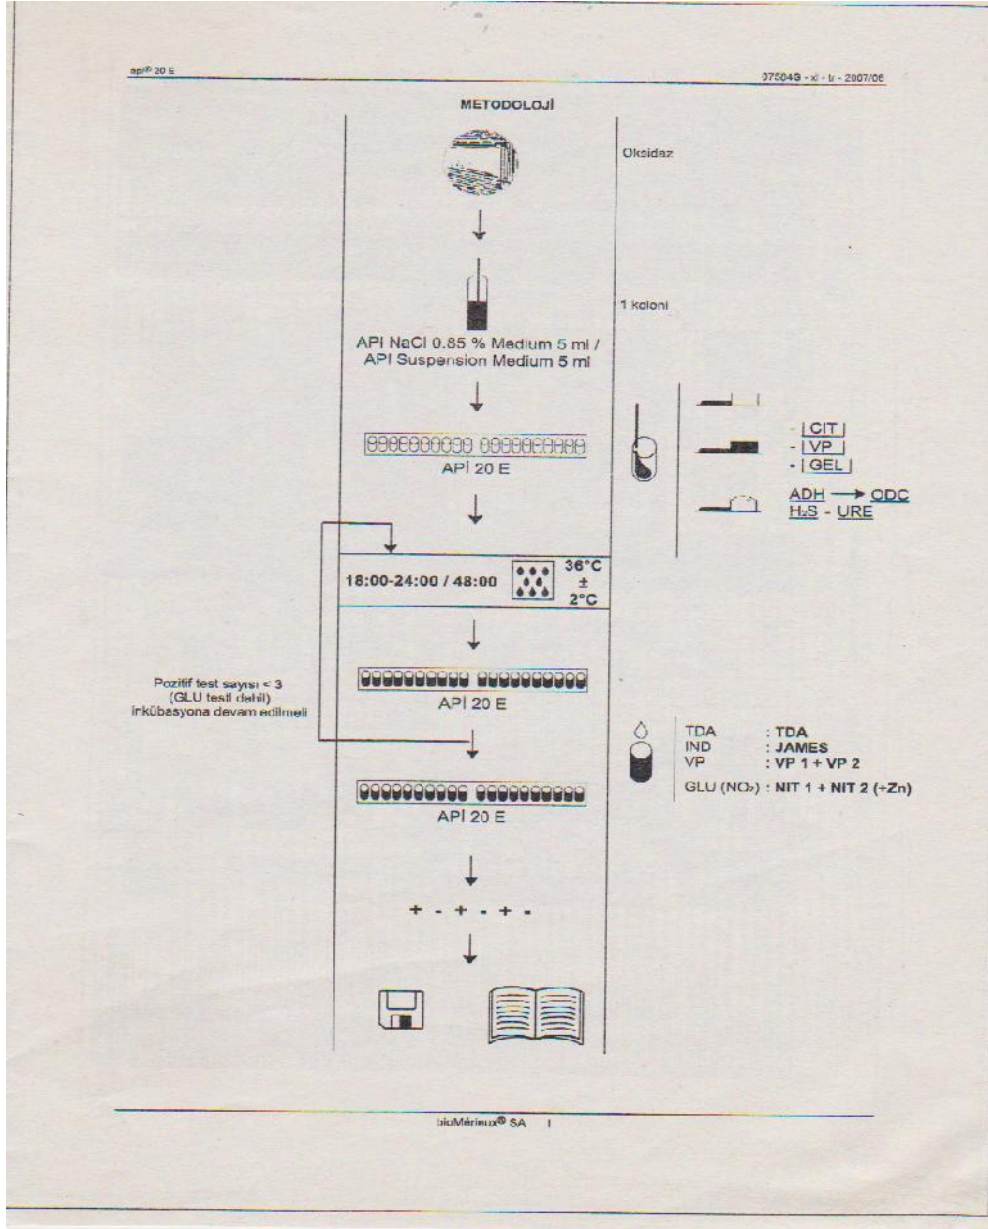 api® 20 E
07584G - xl - tr - 2007/06
METODOLOJİ
Oksidaz
1 koloni
API NaCl 0.85 % Medium 5 ml /
API Suspension Medium 5 ml
APİ 20 E
- |CIT|
- |VP|
- |GEL|
ADH → ODC
H₂S - URE
18:00-24:00 / 48:00
36°C
±
2°C
Pozitif test sayısı < 3
(GLU testi dahil)
inkübasyona devam edilmeli
APİ 20 E
TDA : TDA
IND : JAMES
VP : VP 1 + VP 2
GLU (NO₂) : NIT 1 + NIT 2 (+Zn)
APİ 20 E
+ - + - + -
bioMérieux® SA I